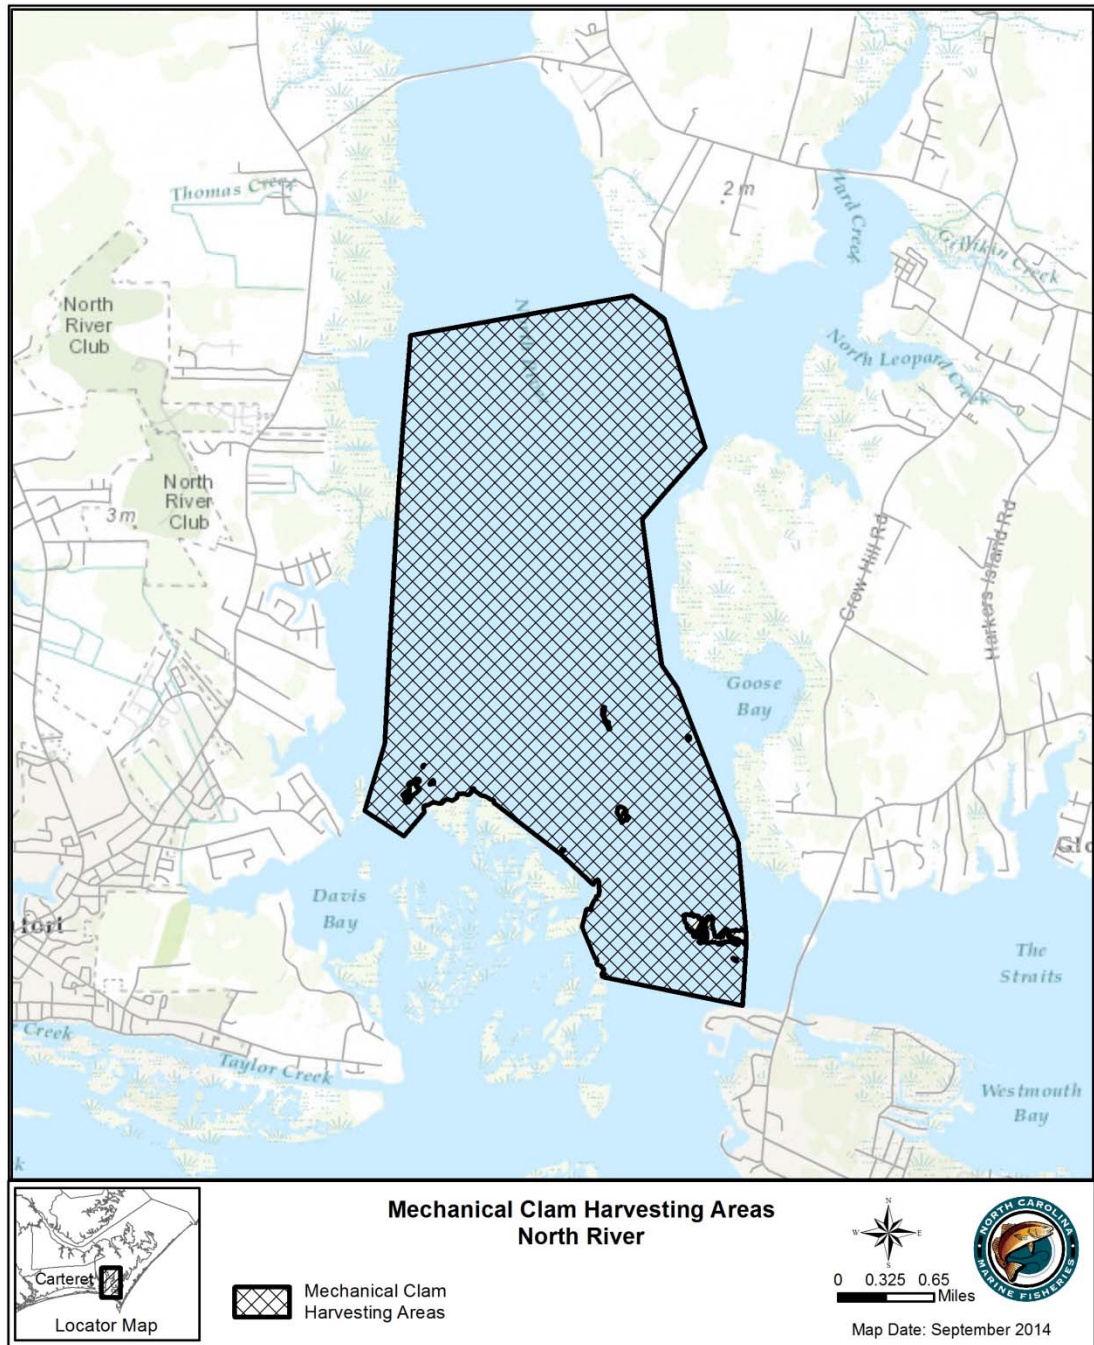 Thomas Creek
2 m
Ward Creek
Gillikin Creek
North
River
Club
North River
North Leopard Creek
North
River
Club
3 m
Crow Hill Rd
Harkers Island Rd
Goose
Bay
Davis
Bay
The
Straits
Creek
Taylor Creek
Westmouth
Bay
Mechanical Clam Harvesting Areas
North River
Carteret
Locator Map
Mechanical Clam
Harvesting Areas
N
W
E
S
0 0.325 0.65
Miles
NORTH CAROLINA
MARINE FISHERIES
Map Date: September 2014